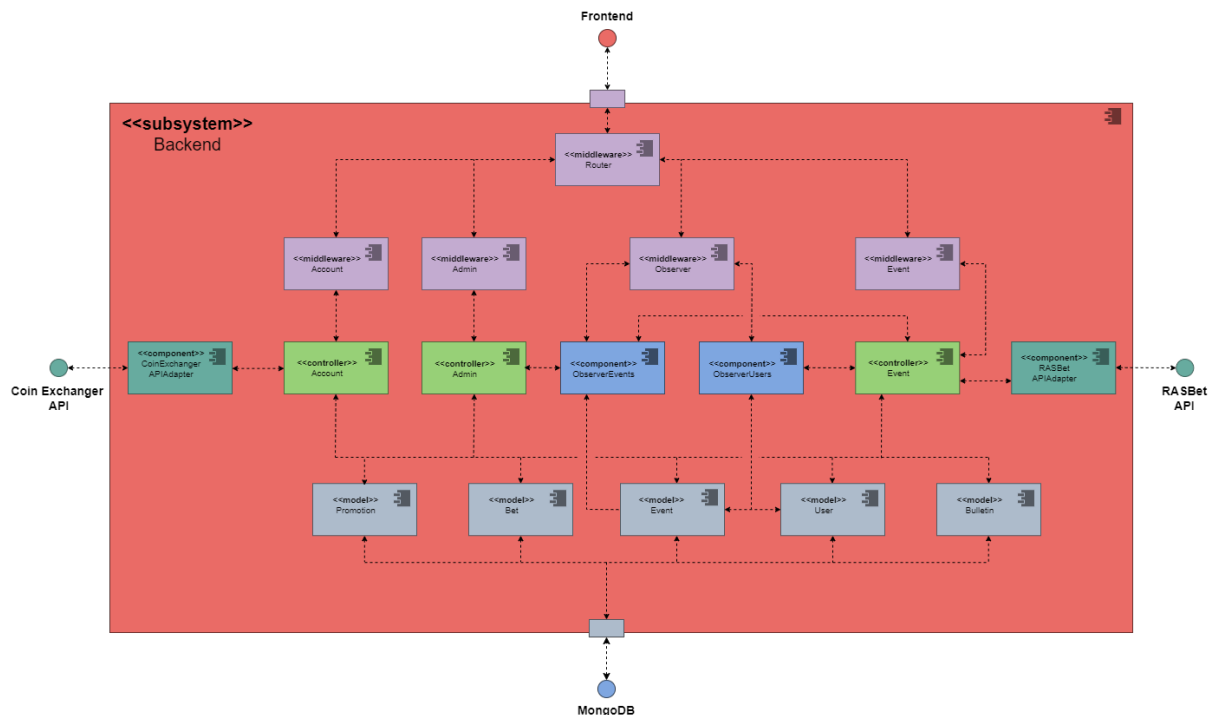 Frontend
<<subsystem>>
Backend
<<middleware>>
Router
<<middleware>>
Account
<<middleware>>
Admin
<<middleware>>
Observer
<<middleware>>
Event
<<component>>
CoinExchanger
APIAdapter
<<controller>>
Account
<<controller>>
Admin
<<component>>
ObserverEvents
<<component>>
ObserverUsers
<<controller>>
Event
<<component>>
RASBet
APIAdapter
Coin Exchanger
API
RASBet
API
<<model>>
Promotion
<<model>>
Bet
<<model>>
Event
<<model>>
User
<<model>>
Bulletin
MongoDB